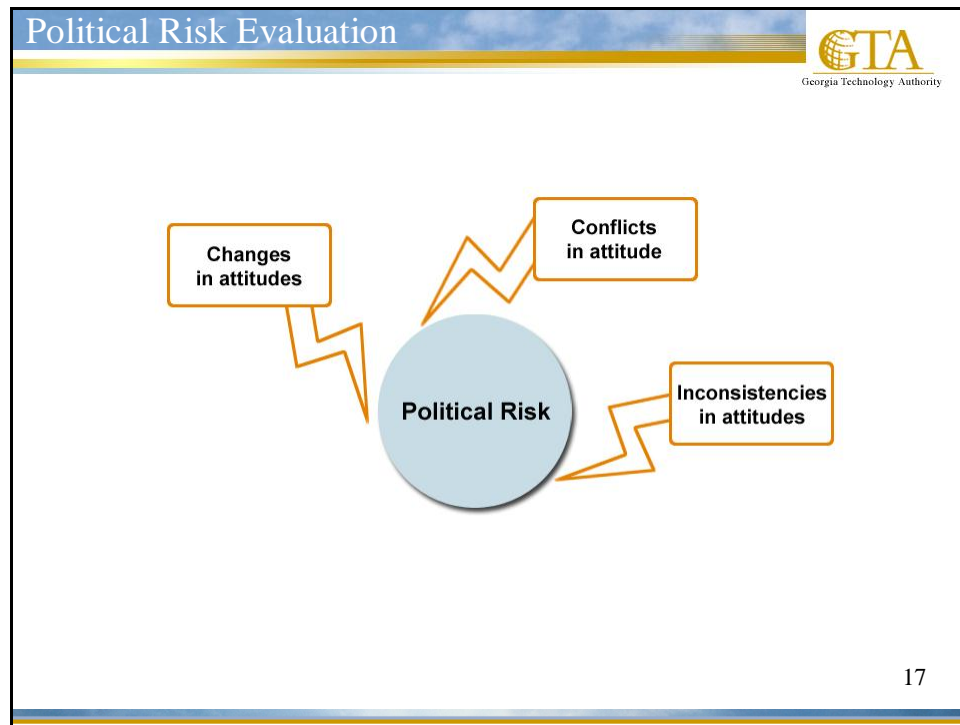 Political Risk Evaluation
GTA
Georgia Technology Authority
Conflicts
in attitude
Changes
in attitudes
Political Risk
Inconsistencies
in attitudes
17